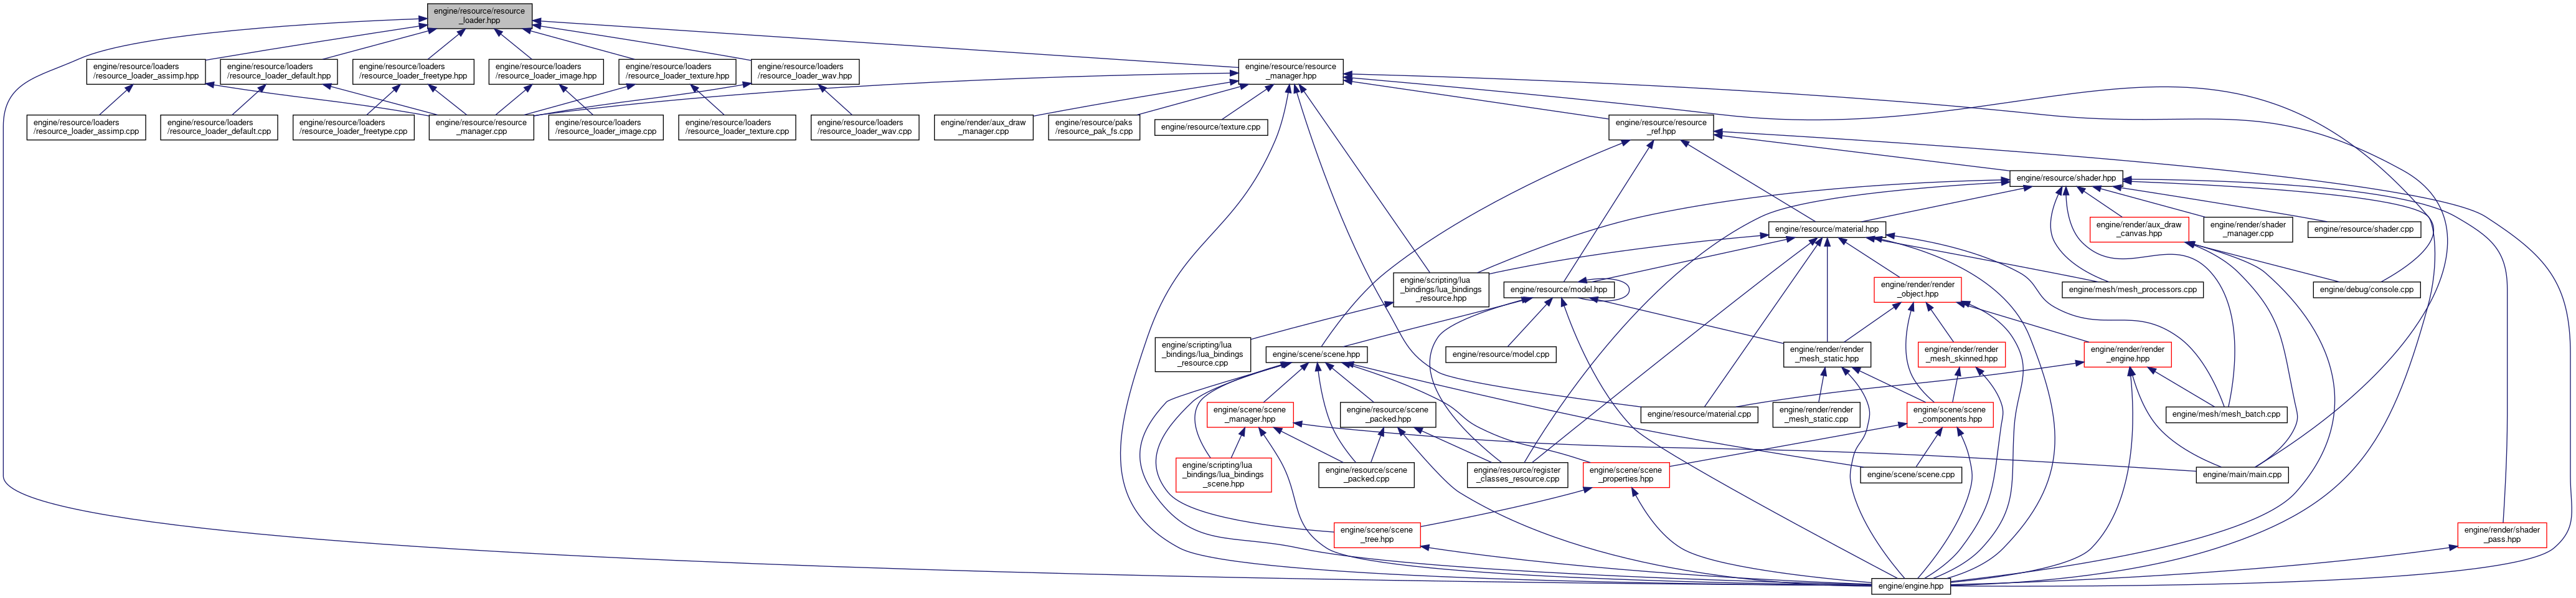 engine/resource/resource
_loader.hpp
engine/resource/loaders
/resource_loader_assimp.hpp
engine/resource/loaders
/resource_loader_default.hpp
engine/resource/loaders
/resource_loader_freetype.hpp
engine/resource/loaders
/resource_loader_image.hpp
engine/resource/loaders
/resource_loader_texture.hpp
engine/resource/loaders
/resource_loader_wav.hpp
engine/resource/resource
_manager.hpp
engine/resource/loaders
/resource_loader_assimp.cpp
engine/resource/loaders
/resource_loader_default.cpp
engine/resource/loaders
/resource_loader_freetype.cpp
engine/resource/resource
_manager.cpp
engine/resource/loaders
/resource_loader_image.cpp
engine/resource/loaders
/resource_loader_texture.cpp
engine/resource/loaders
/resource_loader_wav.cpp
engine/render/aux_draw
_manager.cpp
engine/resource/paks
/resource_pak_fs.cpp
engine/resource/texture.cpp
engine/resource/resource
_ref.hpp
engine/resource/shader.hpp
engine/resource/material.hpp
engine/render/aux_draw
_canvas.hpp
engine/render/shader
_manager.cpp
engine/resource/shader.cpp
engine/scripting/lua
_bindings/lua_bindings
_resource.hpp
engine/resource/model.hpp
engine/render/render
_object.hpp
engine/mesh/mesh_processors.cpp
engine/debug/console.cpp
engine/scripting/lua
_bindings/lua_bindings
_resource.cpp
engine/scene/scene.hpp
engine/resource/model.cpp
engine/render/render
_mesh_static.hpp
engine/render/render
_mesh_skinned.hpp
engine/render/render
_engine.hpp
engine/scene/scene
_manager.hpp
engine/resource/scene
_packed.hpp
engine/resource/material.cpp
engine/render/render
_mesh_static.cpp
engine/scene/scene
_components.hpp
engine/mesh/mesh_batch.cpp
engine/scripting/lua
_bindings/lua_bindings
_scene.hpp
engine/resource/scene
_packed.cpp
engine/resource/register
_classes_resource.cpp
engine/scene/scene
_properties.hpp
engine/scene/scene.cpp
engine/main/main.cpp
engine/scene/scene
_tree.hpp
engine/render/shader
_pass.hpp
engine/engine.hpp